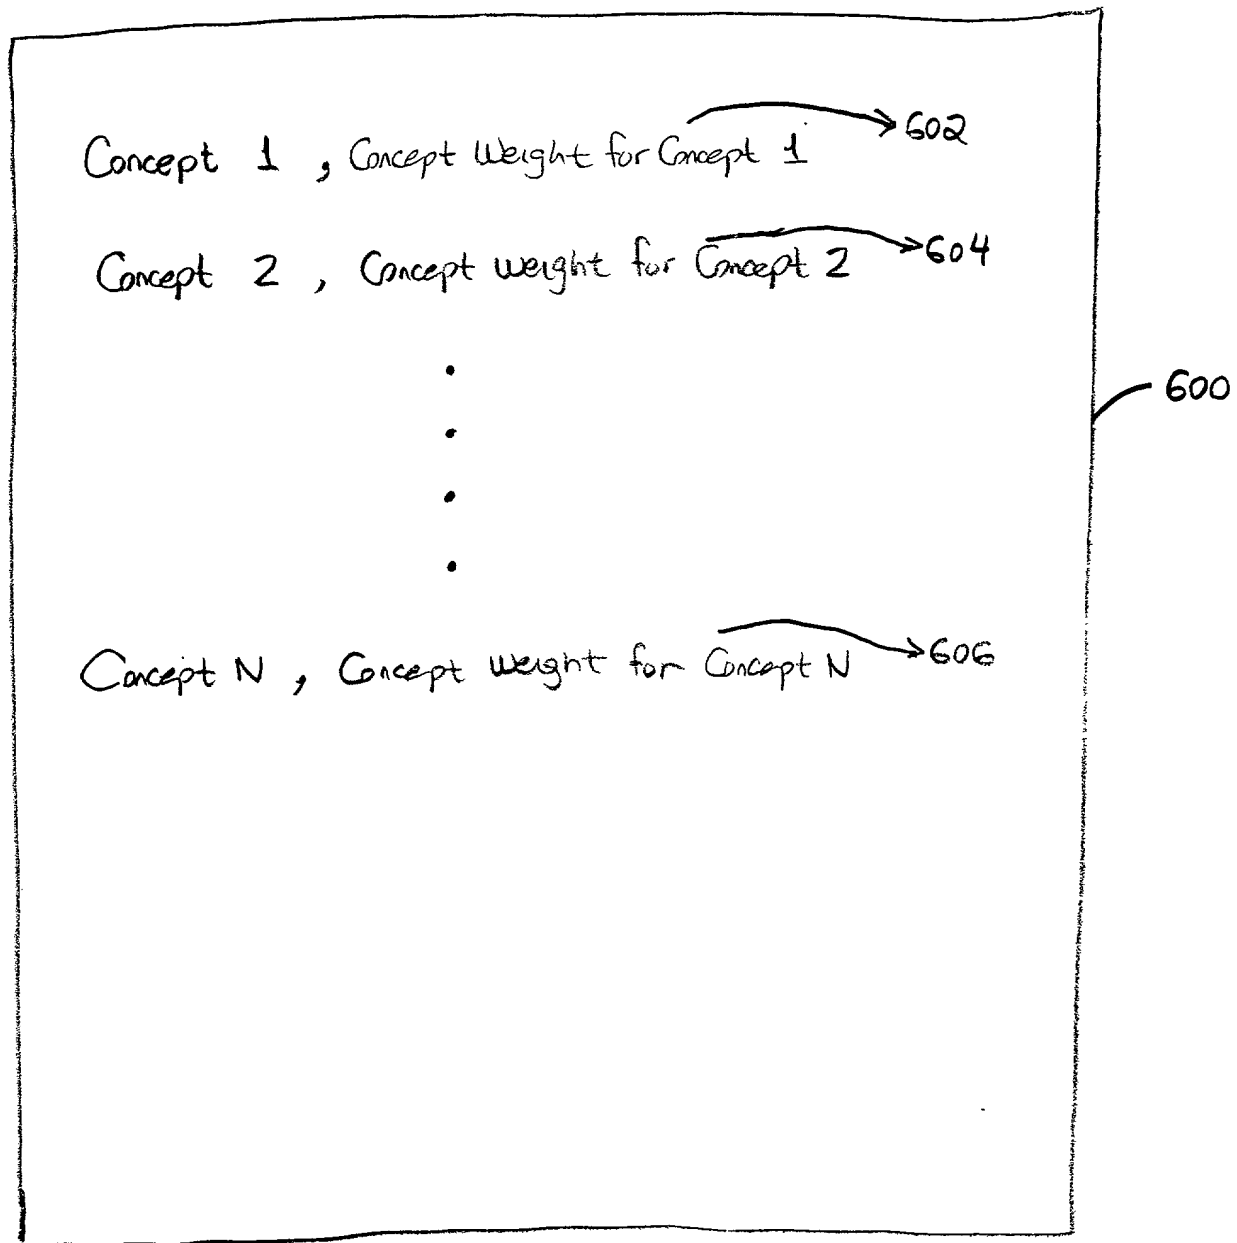 Concept 1 , Concept Weight for Concept 1 602
Concept 2 , Concept weight for Concept 2 604
600
Concept N , Concept weight for Concept N 606